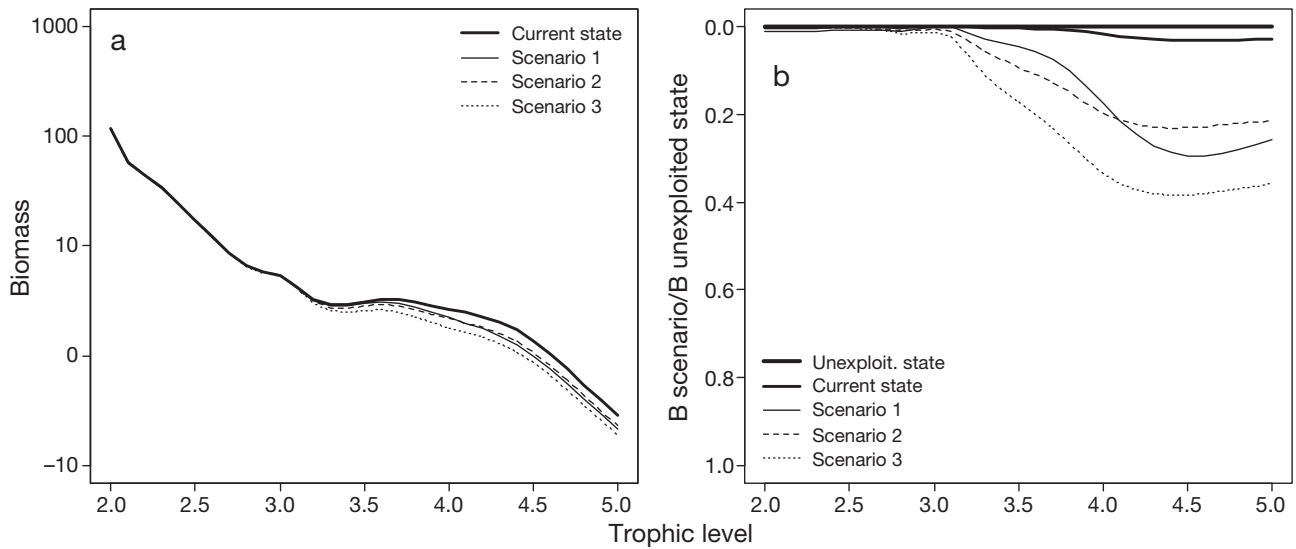 a
Current state
Scenario 1
Scenario 2
Scenario 3
Biomass
1000
100
10
0
–10
2.0 2.5 3.0 3.5 4.0 4.5 5.0
b
B scenario/B unexploited state
0.0
0.2
0.4
0.6
0.8
1.0
Unexploit. state
Current state
Scenario 1
Scenario 2
Scenario 3
2.0 2.5 3.0 3.5 4.0 4.5 5.0
Trophic level